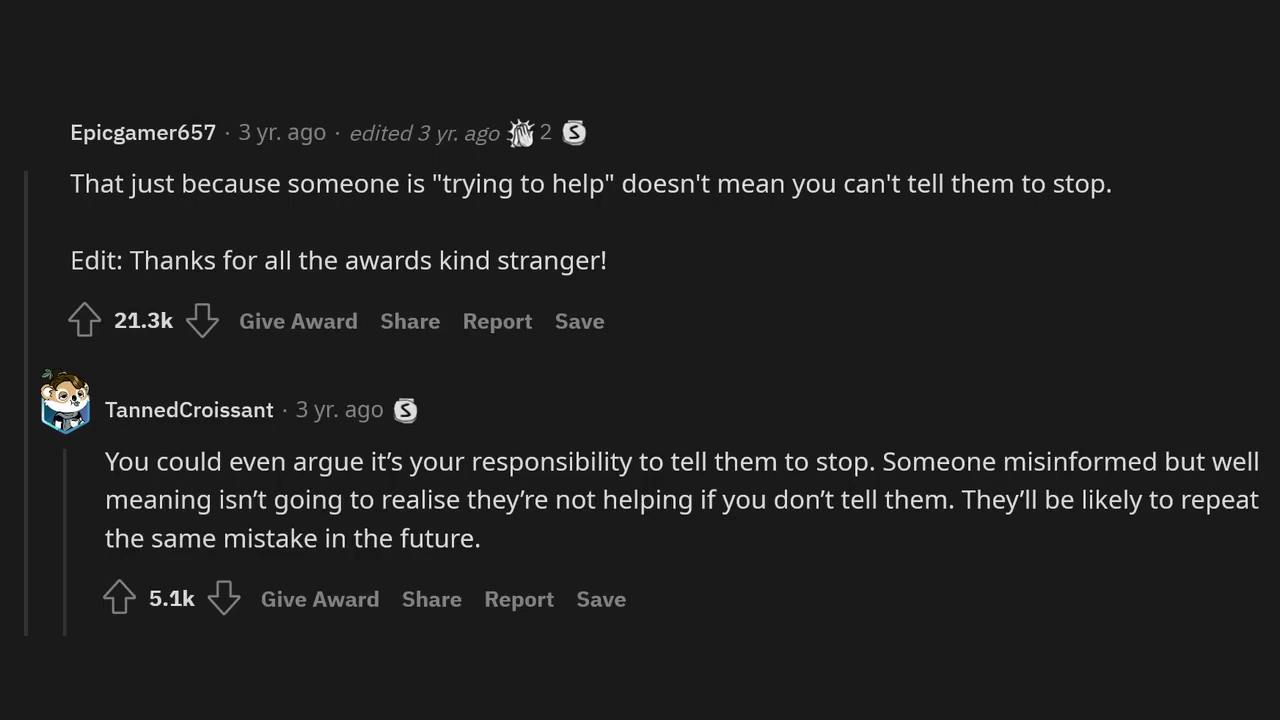 Epicgamer657 · 3 yr. ago · edited 3 yr. ago 2 S
That just because someone is "trying to help" doesn't mean you can't tell them to stop.
Edit: Thanks for all the awards kind stranger!
21.3k Give Award Share Report Save
TannedCroissant · 3 yr. ago S
You could even argue it’s your responsibility to tell them to stop. Someone misinformed but well
meaning isn’t going to realise they’re not helping if you don’t tell them. They’ll be likely to repeat
the same mistake in the future.
5.1k Give Award Share Report Save